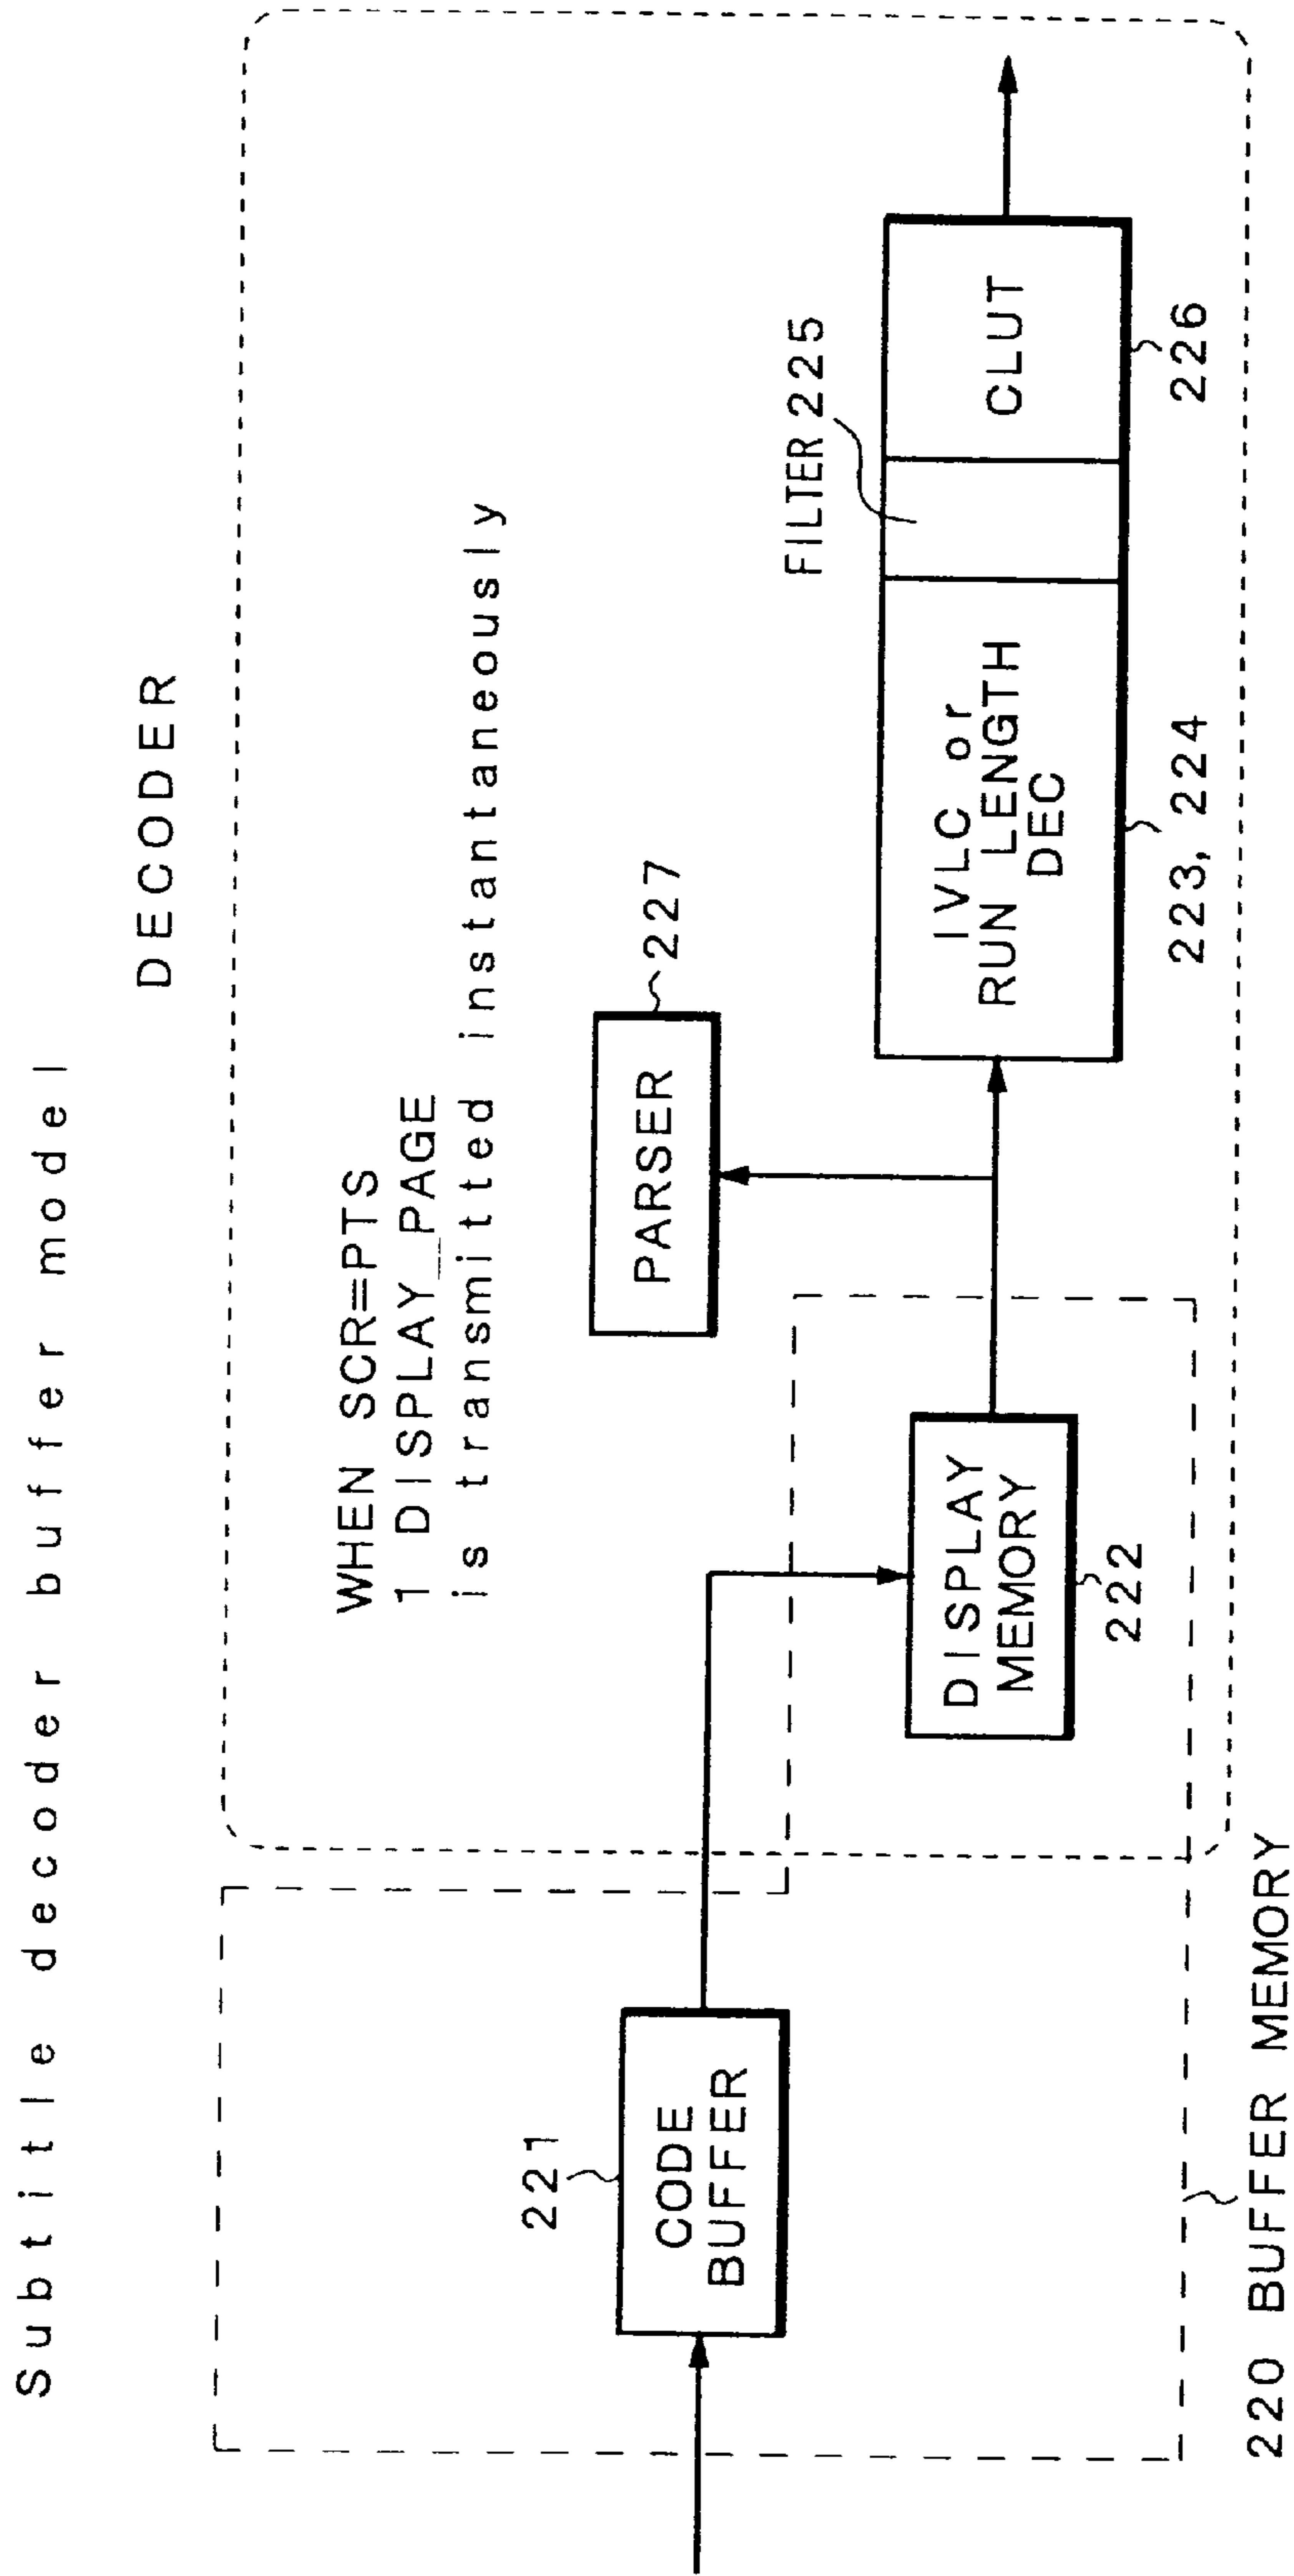 Subtitle decoder buffer model
DECODER
WHEN SCR=PTS
1 DISPLAY_PAGE
is transmitted instantaneously
221
CODE
BUFFER
PARSER
227
DISPLAY
MEMORY
222
FILTER 225
IVLC or
RUN LENGTH
DEC
223, 224
CLUT
226
220 BUFFER MEMORY